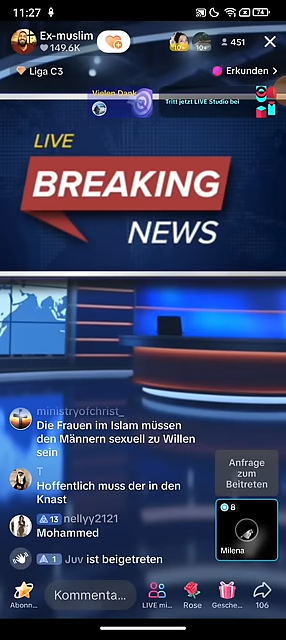 11:27
74
Ex-muslim
149.6K
10+
10+
451
Liga C3
Erkunden
Vielen Dank
Tritt jetzt LIVE Studio bei
LIVE
BREAKING
NEWS
ministryofchrist_
Die Frauen im Islam müssen
den Männern sexuell zu Willen
sein
T
Hoffentlich muss der in den
Knast
13 nellyy2121
Mohammed
1 Juv ist beigetreten
Anfrage
zum
Beitreten
8
Milena
Abonn...
Kommenta...
LIVE mi...
Rose
Gesche...
106